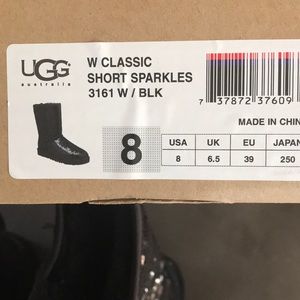 UGG
australia
W CLASSIC
SHORT SPARKLES
3161 W / BLK
7 37872 37609
MADE IN CHIN
8
USA UK EU JAPAN
8 6.5 39 250